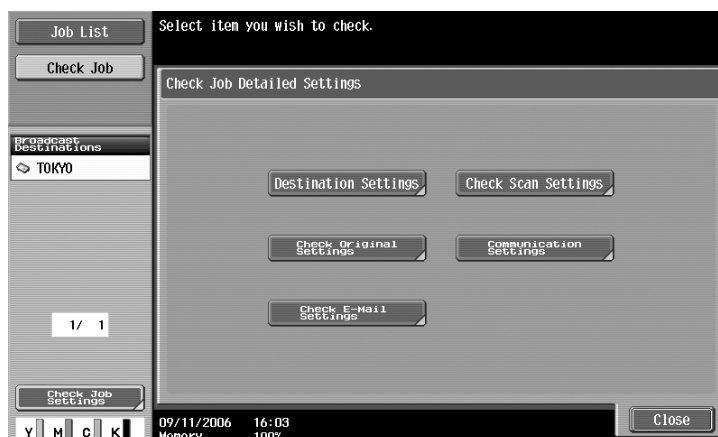 Job List
Select item you wish to check.
Check Job
Check Job Detailed Settings
Broadcast
Destinations
TOKYO
Destination Settings
Check Scan Settings
Check Original
Settings
Communication
Settings
Check E-Mail
Settings
1/ 1
Check Job
Settings
Close
09/11/2006 16:03
Memory 100%
Y M C K